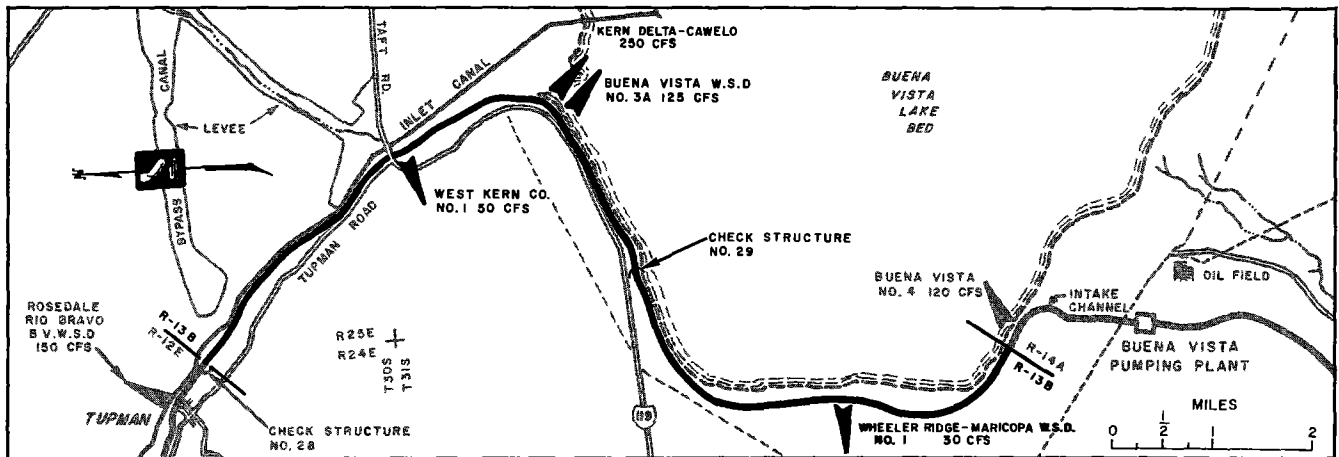 KERN DELTA-CAWELO
250 CFS
TAFT RD.
CANAL
INLET CANAL
BUENA VISTA W.S.D
NO. 3A 125 CFS
BUENA
VISTA
LAKE
BED
LEVEE
N
WEST KERN CO.
NO. 1 50 CFS
BYPASS
TUPMAN ROAD
CHECK STRUCTURE
NO. 29
BUENA VISTA
NO. 4 120 CFS
OIL FIELD
INTAKE
CHANNEL
ROSEDALE
RIO BRAVO
B V.W.S.D
150 CFS
R-13B
R-12E
R25E
R24E
T30S
T31S
R-14A
R-13B
BUENA VISTA
PUMPING PLANT
TUPMAN
CHECK STRUCTURE
NO. 28
119
WHEELER RIDGE-MARICOPA W.S.D.
NO. 1 30 CFS
MILES
0 1/2 1 2